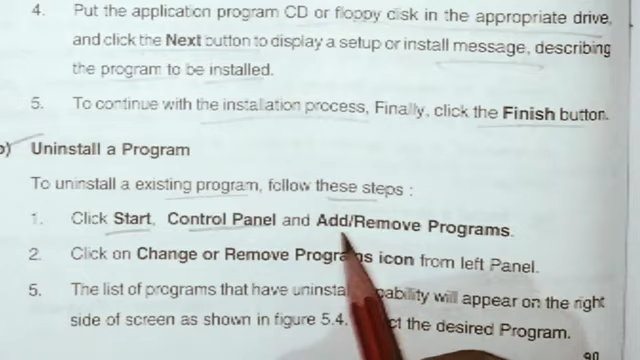 4. Put the application program CD or floppy disk in the appropriate drive,
and click the Next button to display a setup or install message, describing
the program to be installed.
5. To continue with the installation process, Finally, click the Finish button.
b) Uninstall a Program
To uninstall a existing program, follow these steps :
1. Click Start, Control Panel and Add/Remove Programs.
2. Click on Change or Remove Programs icon from left Panel.
5. The list of programs that have will appear on the right
side of screen as shown in figure 5.4. the desired Program.
90